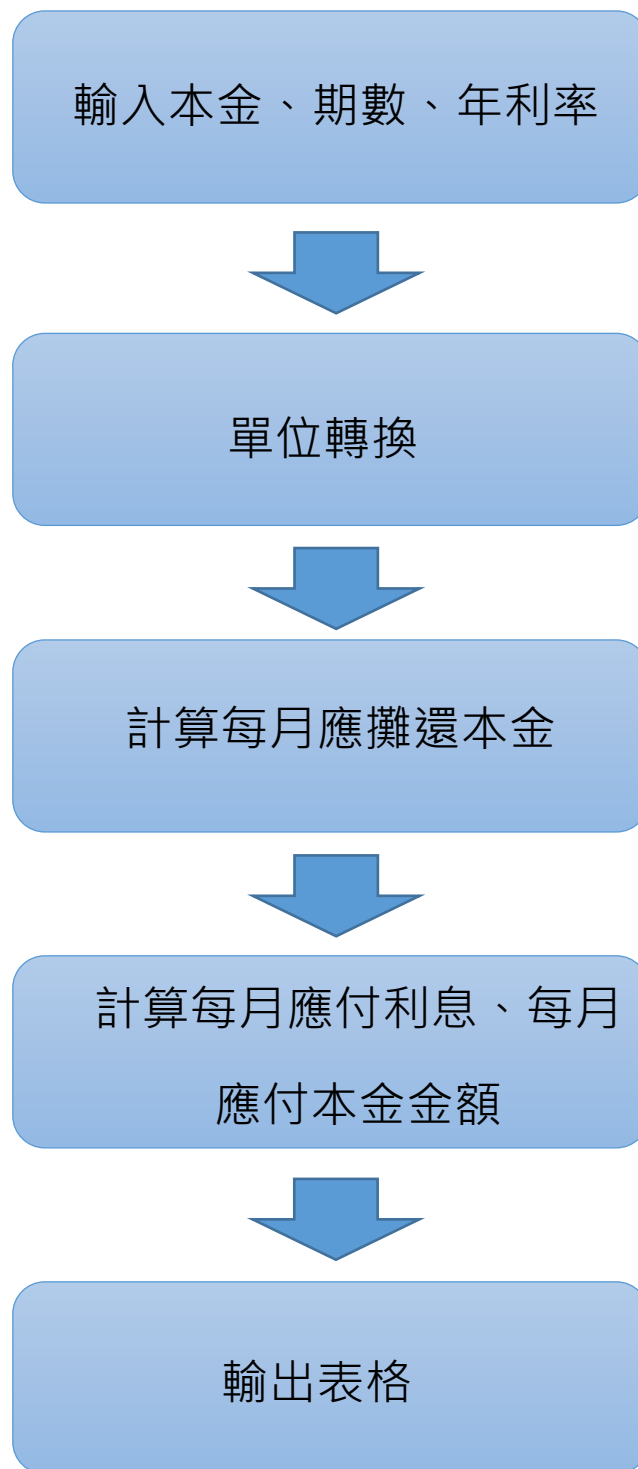 輸入本金、期數、年利率
單位轉換
計算每月應攤還本金
計算每月應付利息、每月
應付本金金額
輸出表格